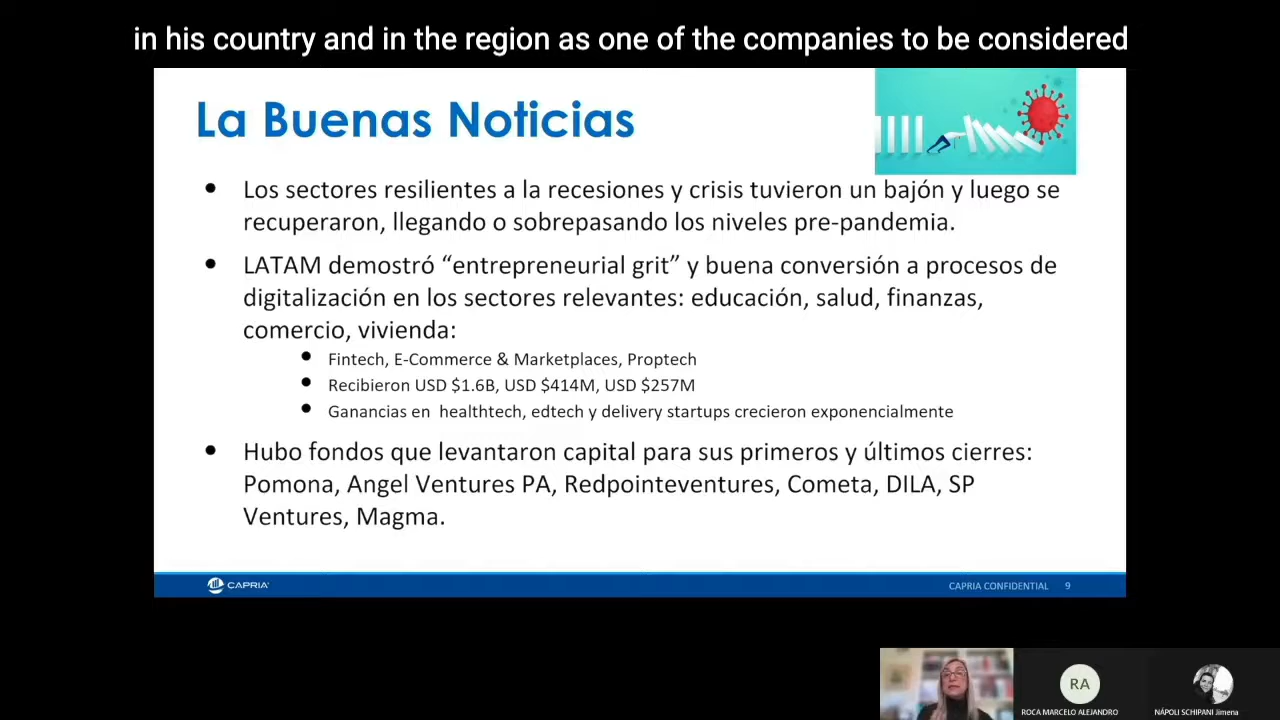 in his country and in the region as one of the companies to be considered
La Buenas Noticias
Los sectores resilientes a la recesiones y crisis tuvieron un bajón y luego se
recuperaron, llegando o sobrepasando los niveles pre-pandemia.
LATAM demostró “entrepreneurial grit” y buena conversión a procesos de
digitalización en los sectores relevantes: educación, salud, finanzas,
comercio, vivienda:
Fintech, E-Commerce & Marketplaces, Proptech
Recibieron USD $1.6B, USD $414M, USD $257M
Ganancias en healthtech, edtech y delivery startups crecieron exponencialmente
Hubo fondos que levantaron capital para sus primeros y últimos cierres:
Pomona, Angel Ventures PA, Redpointeventures, Cometa, DILA, SP
Ventures, Magma.
CAPRIA
CAPRIA CONFIDENTIAL 9
RA
ROCA MARCELO ALEJANDRO
NÁPOLI SCHIPANI Jimena